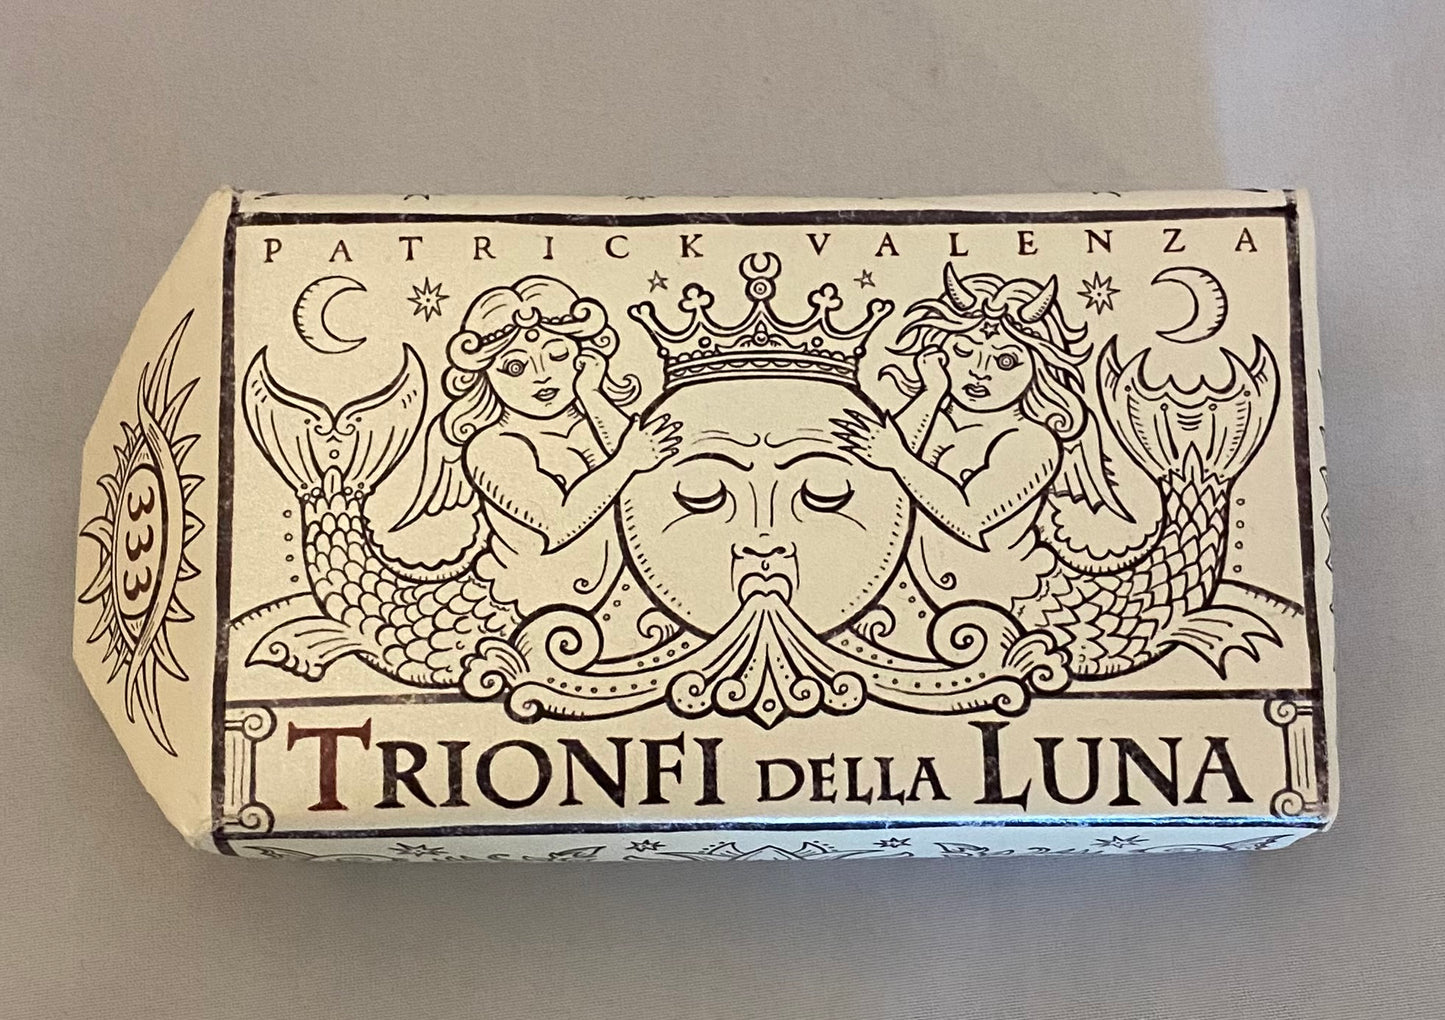 PATRICK VALENZA
333
TRIONFI DELLA LUNA